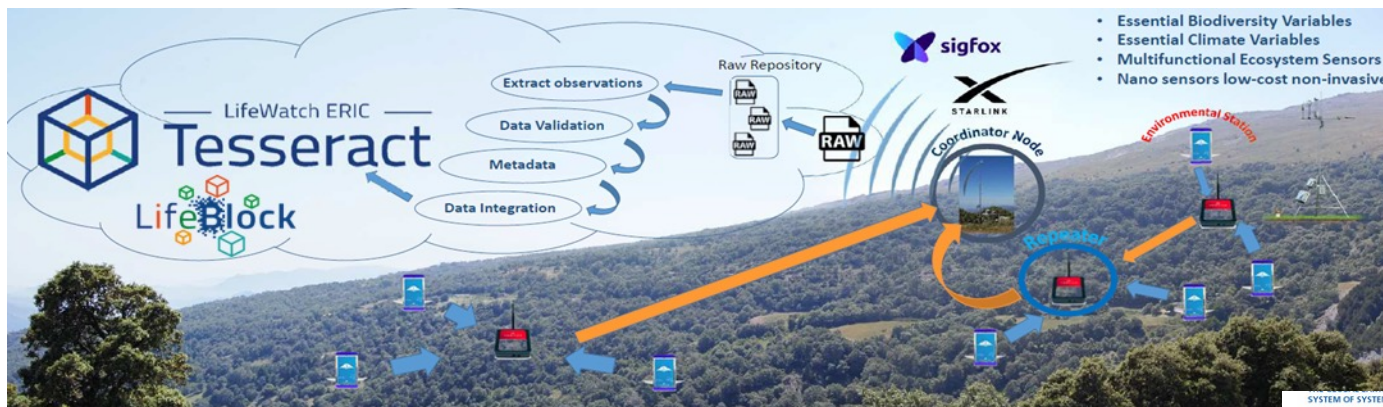 LifeWatch ERIC
Tesseract
LifeBlock
Extract observations
Data Validation
Metadata
Data Integration
Raw Repository
RAW
RAW
RAW
RAW
sigfox
STARLINK
Coordinator Node
Repeater
Environmental Station
• Essential Biodiversity Variables
• Essential Climate Variables
• Multifunctional Ecosystem Sensors
• Nano sensors low-cost non-invasive
SYSTEM OF SYSTEM